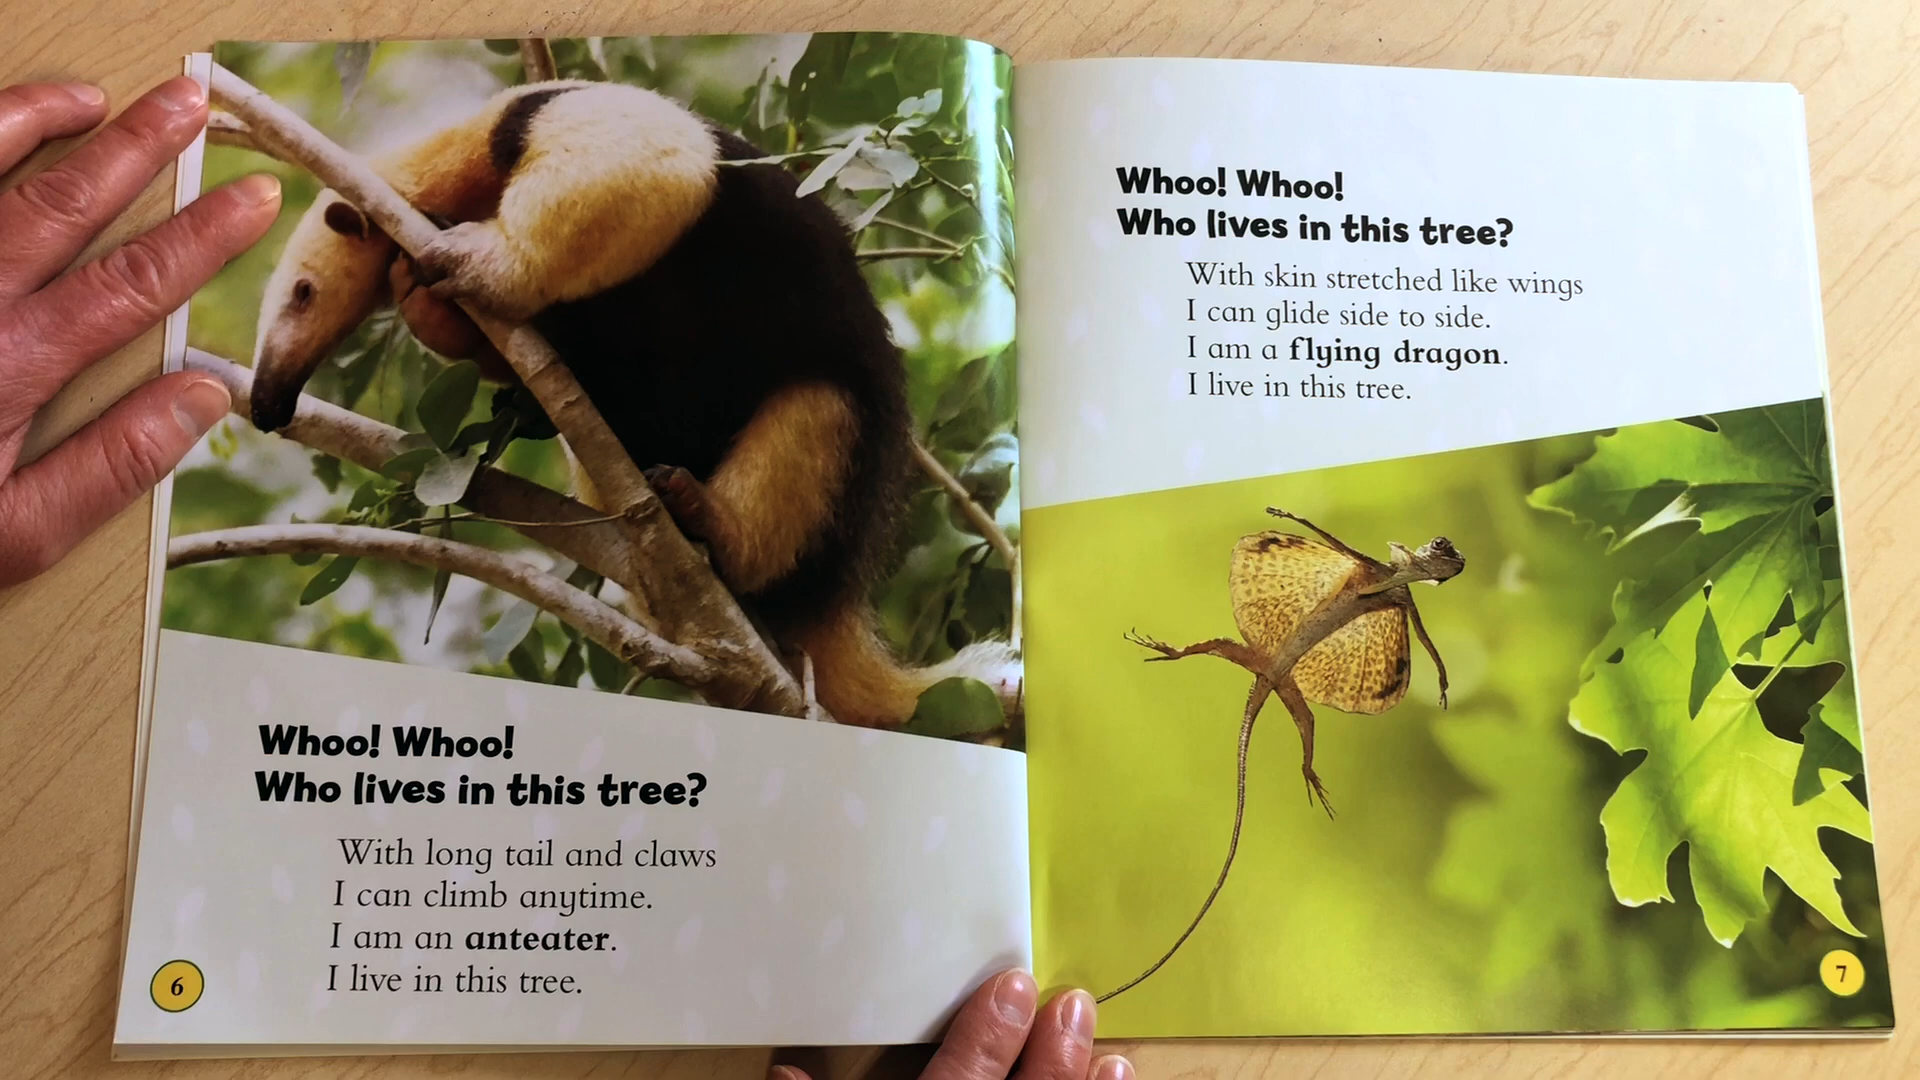 Whoo! Whoo!
Who lives in this tree?
With long tail and claws
I can climb anytime.
I am an anteater.
I live in this tree.
6
Whoo! Whoo!
Who lives in this tree?
With skin stretched like wings
I can glide side to side.
I am a flying dragon.
I live in this tree.
7